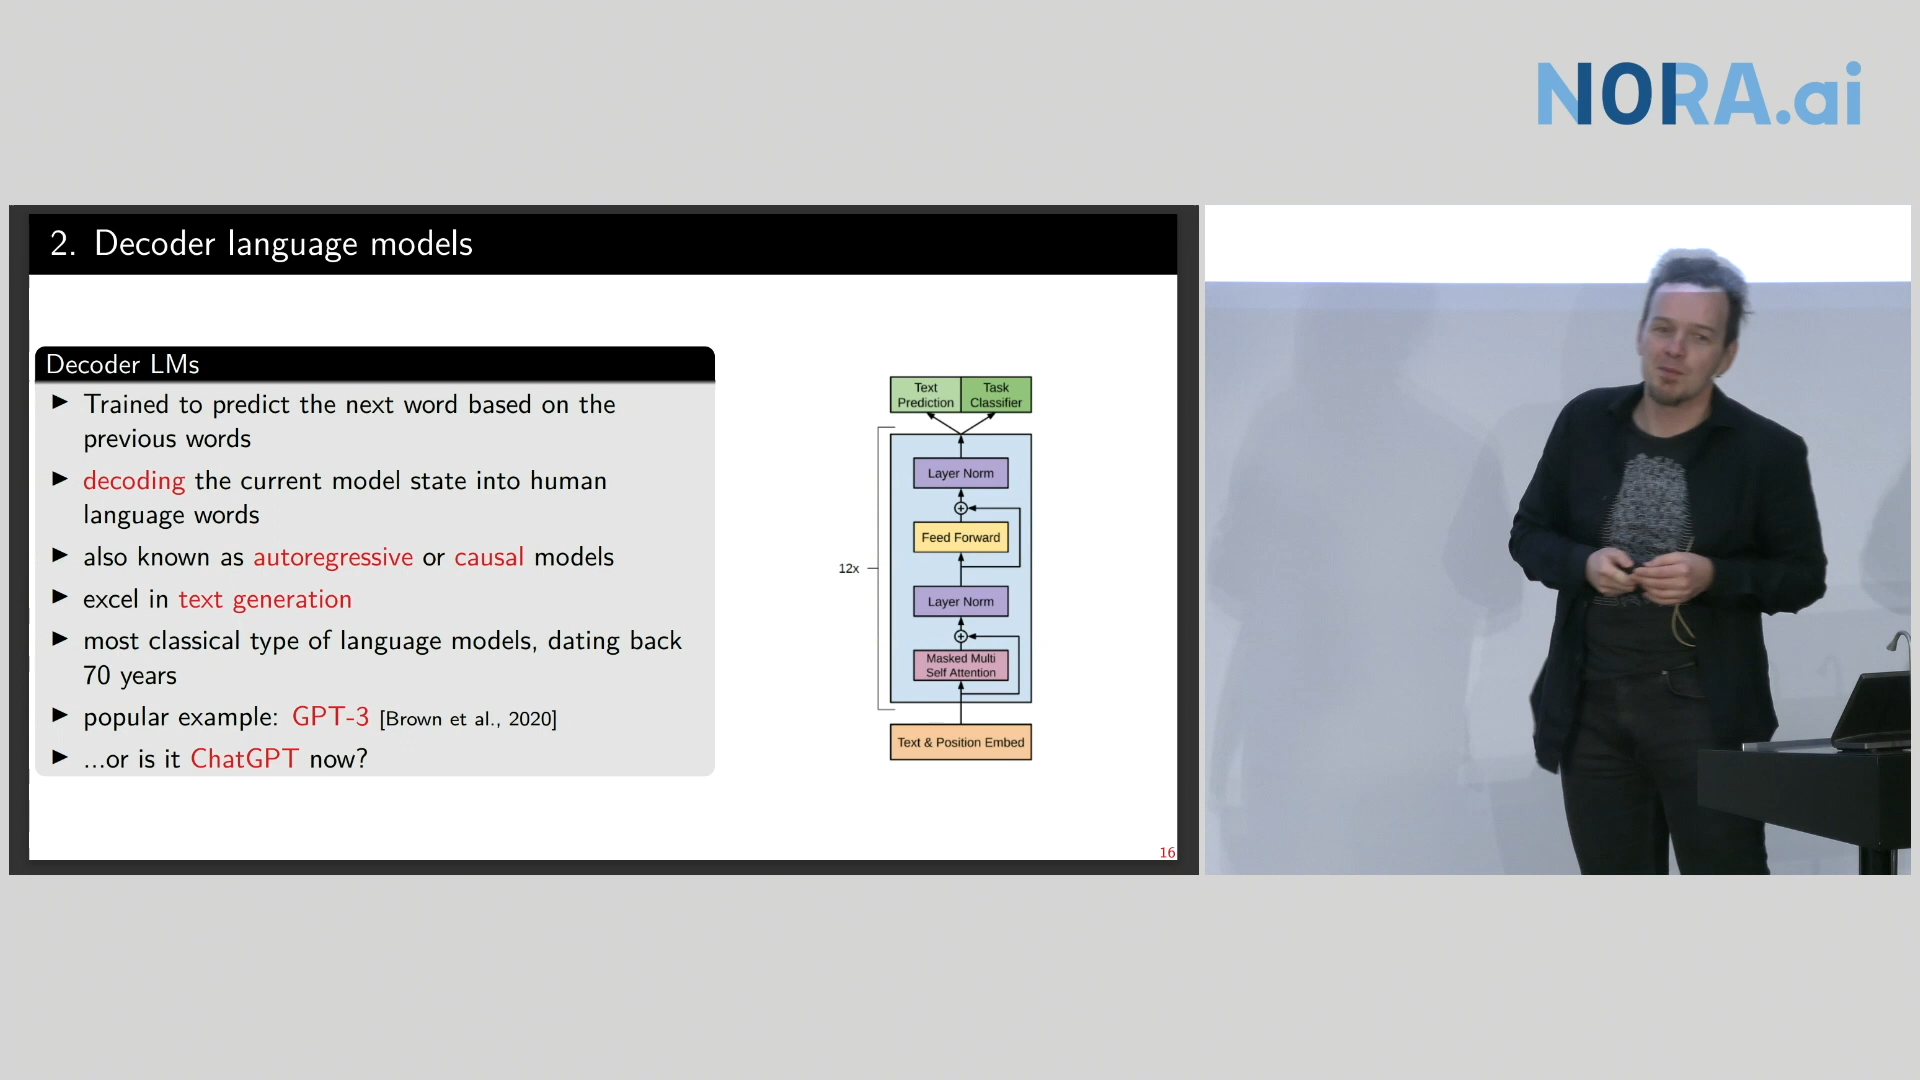 NORA.ai
2. Decoder language models
Decoder LMs
► Trained to predict the next word based on the
previous words
► decoding the current model state into human
language words
► also known as autoregressive or causal models
► excel in text generation
► most classical type of language models, dating back
70 years
► popular example: GPT-3 [Brown et al., 2020]
► ...or is it ChatGPT now?
Text
Prediction
Task
Classifier
Layer Norm
Feed Forward
12x
Layer Norm
Masked Multi
Self Attention
Text & Position Embed
16